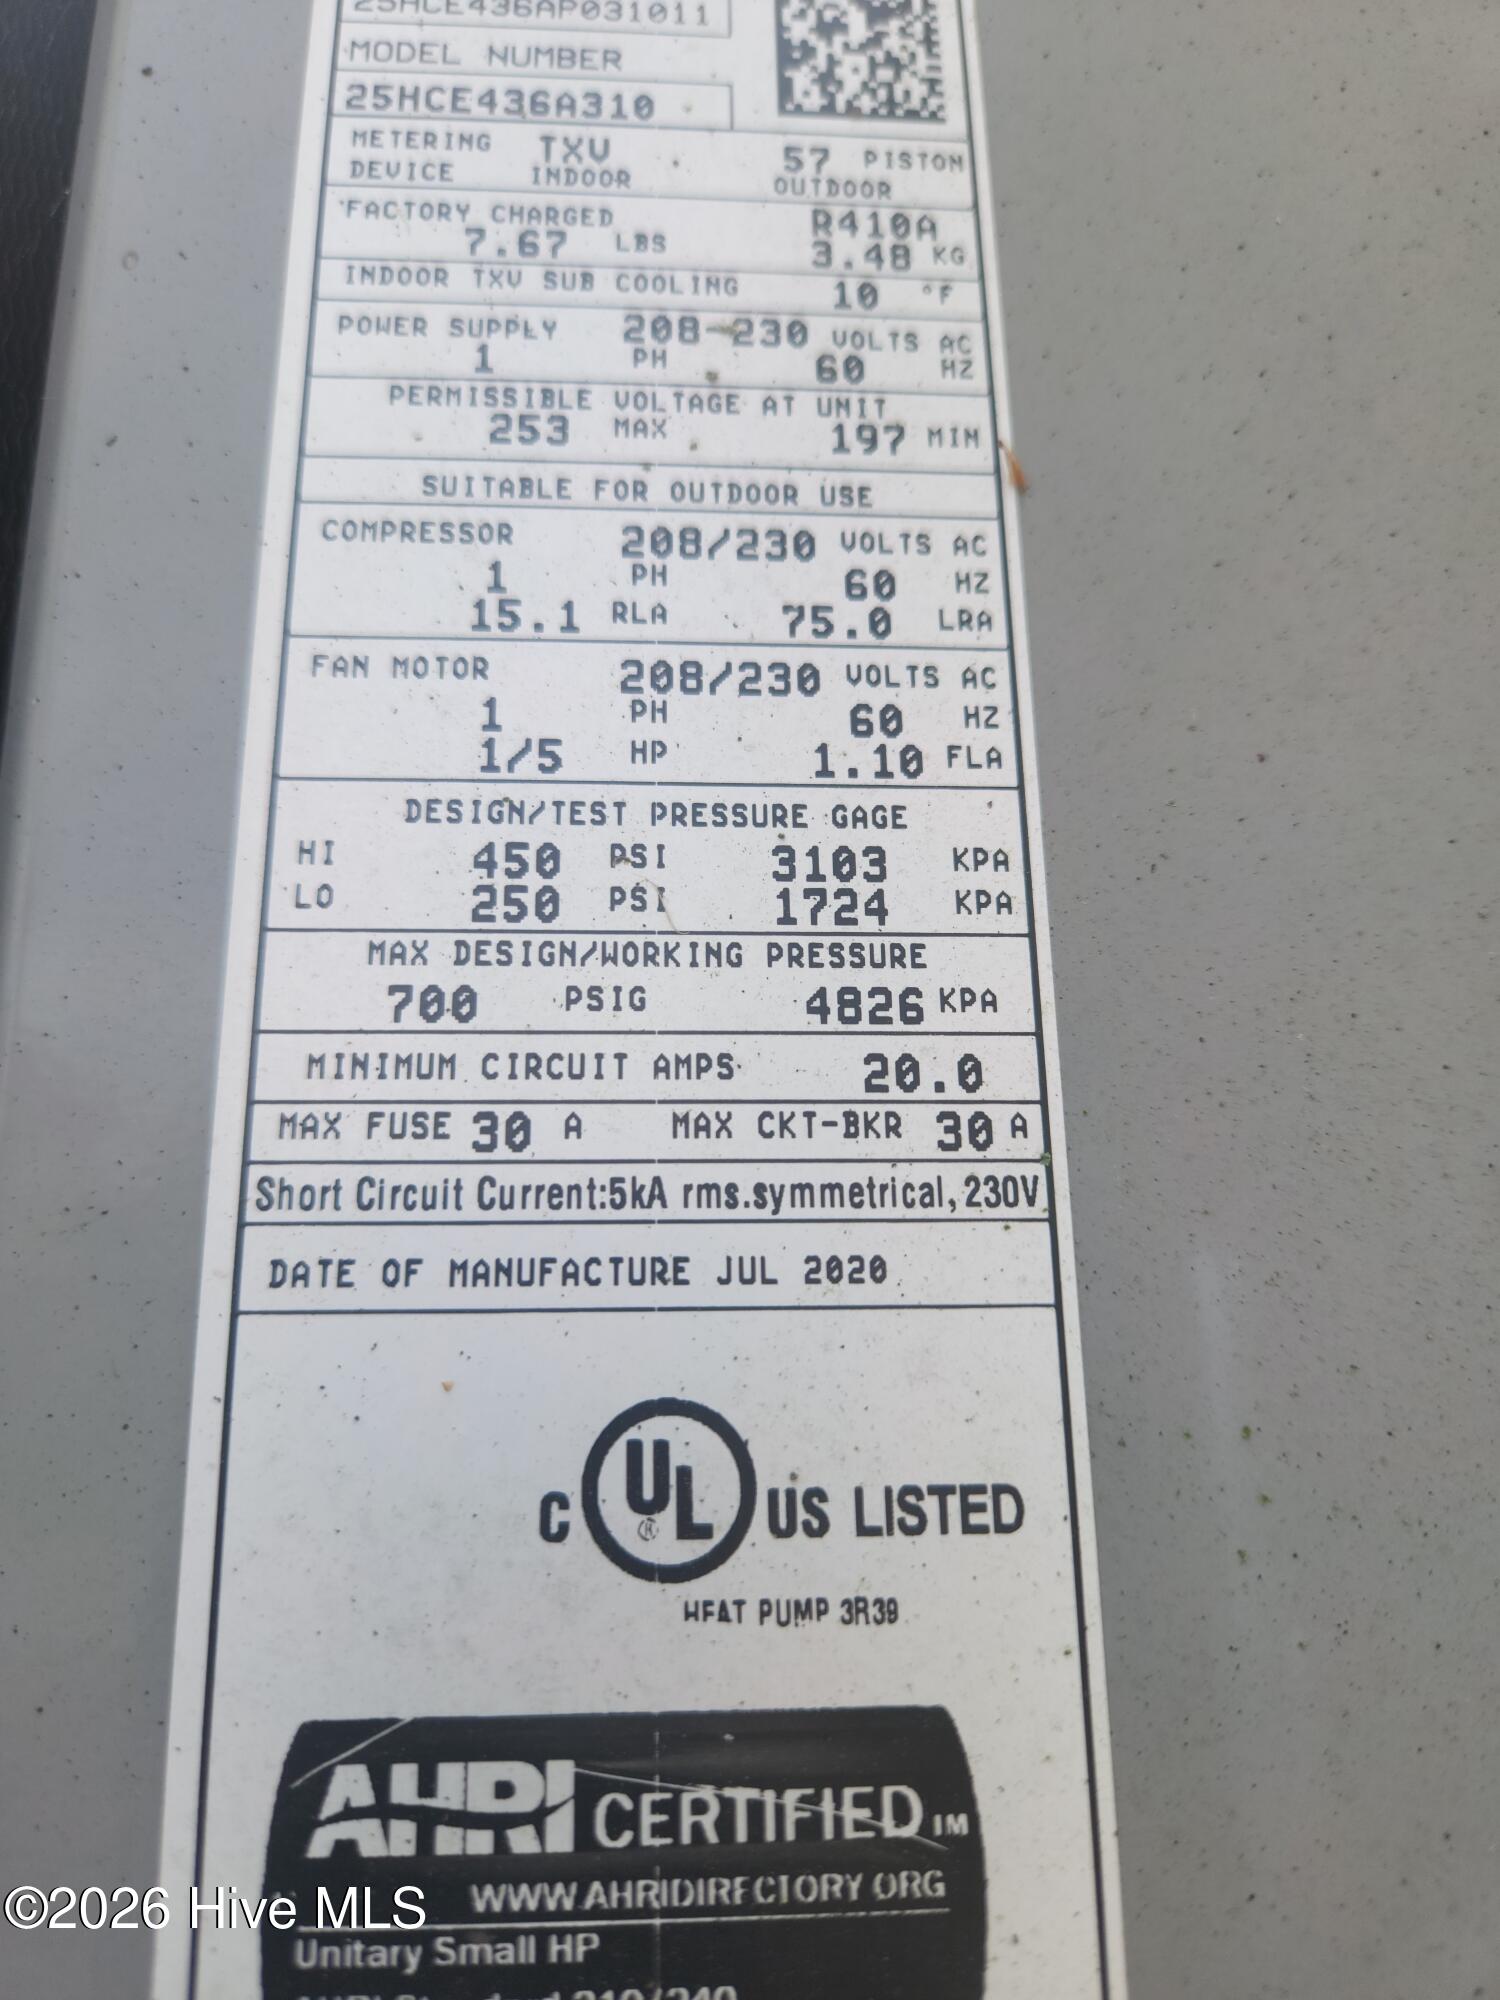 25HCE436AP031011
MODEL NUMBER
25HCE436A310
METERING TXV 57 PISTON
DEVICE INDOOR OUTDOOR
FACTORY CHARGED R410A
7.67 LBS 3.48 KG
INDOOR TXV SUB COOLING 10 °F
POWER SUPPLY 208-230 VOLTS AC
1 PH 60 HZ
PERMISSIBLE VOLTAGE AT UNIT
253 MAX 197 MIN
SUITABLE FOR OUTDOOR USE
COMPRESSOR 208/230 VOLTS AC
1 PH 60 HZ
15.1 RLA 75.0 LRA
FAN MOTOR 208/230 VOLTS AC
1 PH 60 HZ
1/5 HP 1.10 FLA
DESIGN/TEST PRESSURE GAGE
HI 450 PSI 3103 KPA
LO 250 PSI 1724 KPA
MAX DESIGN/WORKING PRESSURE
700 PSIG 4826 KPA
MINIMUM CIRCUIT AMPS 20.0
MAX FUSE 30 A MAX CKT-BKR 30 A
Short Circuit Current:5kA rms.symmetrical, 230V
DATE OF MANUFACTURE JUL 2020
C UL ® US LISTED
HEAT PUMP 3R39
AHRI CERTIFIED TM
WWW.AHRIDIRECTORY.ORG
Unitary Small HP
AHRI Standard 210/240
©2026 Hive MLS